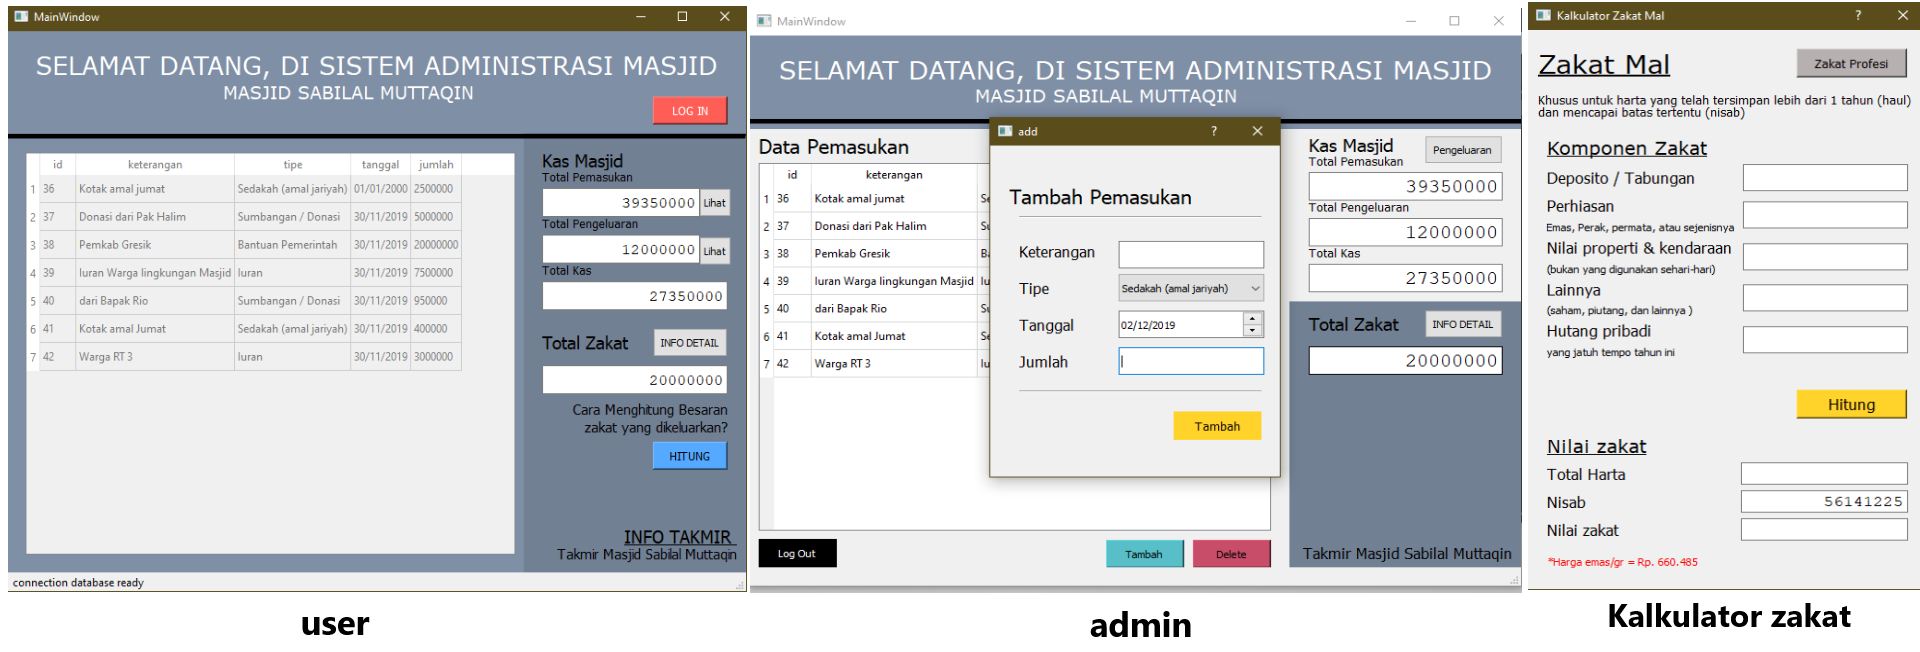 MainWindow
SELAMAT DATANG, DI SISTEM ADMINISTRASI MASJID
MASJID SABILAL MUTTAQIN
LOG IN
id keterangan tipe tanggal jumlah
1 36 Kotak amal jumat Sedakah (amal jariyah) 01/01/2000 2500000
2 37 Donasi dari Pak Halim Sumbangan / Donasi 30/11/2019 5000000
3 38 Pemkab Gresik Bantuan Pemerintah 30/11/2019 20000000
4 39 Iuran Warga lingkungan Masjid Iuran 30/11/2019 7500000
5 40 dari Bapak Rio Sumbangan / Donasi 30/11/2019 950000
6 41 Kotak amal Jumat Sedakah (amal jariyah) 30/11/2019 400000
7 42 Warga RT 3 Iuran 30/11/2019 3000000
Kas Masjid
Total Pemasukan
39350000 Lihat
Total Pengeluaran
12000000 Lihat
Total Kas
27350000
Total Zakat INFO DETAIL
20000000
Cara Menghitung Besaran
zakat yang dikeluarkan?
HITUNG
INFO TAKMIR
Takmir Masjid Sabilal Muttaqin
connection database ready
user
MainWindow
SELAMAT DATANG, DI SISTEM ADMINISTRASI MASJID
MASJID SABILAL MUTTAQIN
Data Pemasukan
id keterangan
1 36 Kotak amal jumat Se
2 37 Donasi dari Pak Halim Su
3 38 Pemkab Gresik Ba
4 39 Iuran Warga lingkungan Masjid Iu
5 40 dari Bapak Rio Su
6 41 Kotak amal Jumat Se
7 42 Warga RT 3 Iu
Log Out
Tambah
Delete
add ?
Tambah Pemasukan
Keterangan
Tipe Sedakah (amal jariyah)
Tanggal 02/12/2019
Jumlah
Tambah
Kas Masjid Pengeluaran
Total Pemasukan
39350000
Total Pengeluaran
12000000
Total Kas
27350000
Total Zakat INFO DETAIL
20000000
Takmir Masjid Sabilal Muttaqin
admin
Kalkulator Zakat Mal ?
Zakat Mal Zakat Profesi
Khusus untuk harta yang telah tersimpan lebih dari 1 tahun (haul)
dan mencapai batas tertentu (nisab)
Komponen Zakat
Deposito / Tabungan
Perhiasan
Emas, Perak, permata, atau sejenisnya
Nilai properti & kendaraan
(bukan yang digunakan sehari-hari)
Lainnya
(saham, piutang, dan lainnya )
Hutang pribadi
yang jatuh tempo tahun ini
Hitung
Nilai zakat
Total Harta
Nisab 56141225
Nilai zakat
*Harga emas/gr = Rp. 660.485
Kalkulator zakat